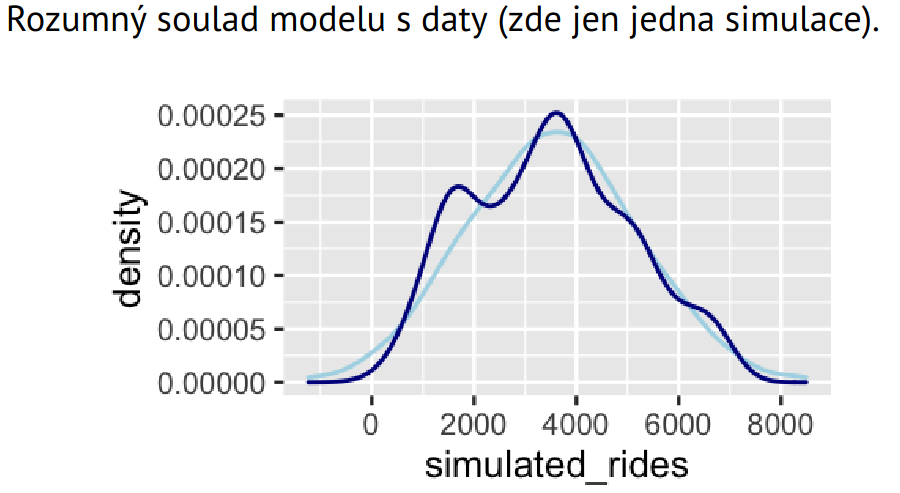 Rozumný soulad modelu s daty (zde jen jedna simulace).
0.00025
0.00020
0.00015
0.00010
0.00005
0.00000
density
0 2000 4000 6000 8000
simulated_rides